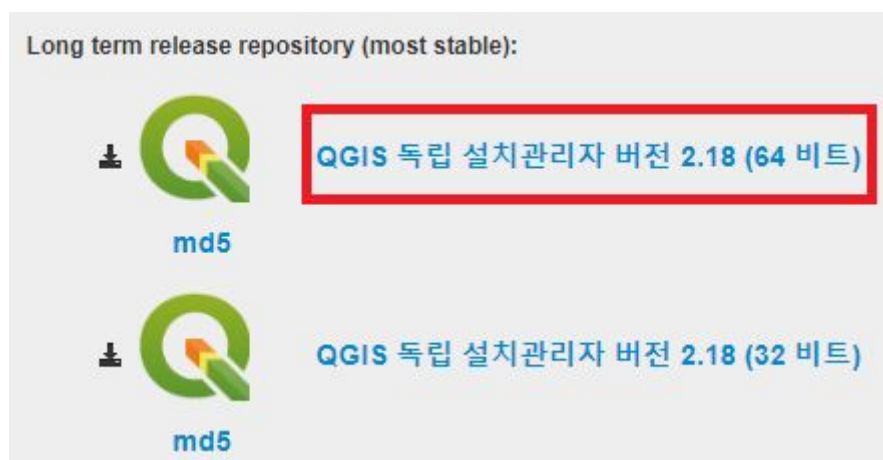 Long term release repository (most stable):
QGIS 독립 설치관리자 버전 2.18 (64 비트)
md5
QGIS 독립 설치관리자 버전 2.18 (32 비트)
md5